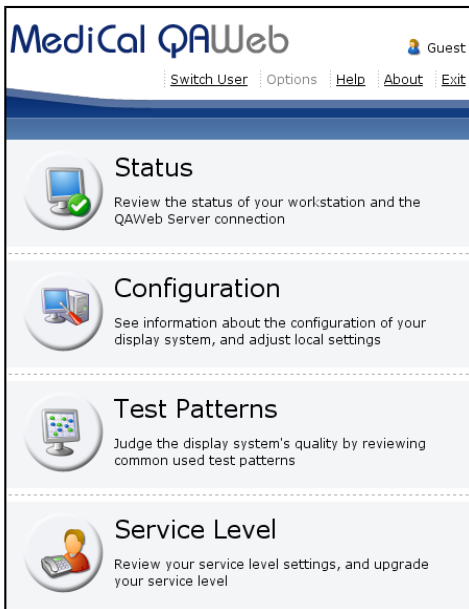 MediCal QAWeb
Guest
Switch User Options Help About Exit
Status
Review the status of your workstation and the
QAWeb Server connection
Configuration
See information about the configuration of your
display system, and adjust local settings
Test Patterns
Judge the display system's quality by reviewing
common used test patterns
Service Level
Review your service level settings, and upgrade
your service level